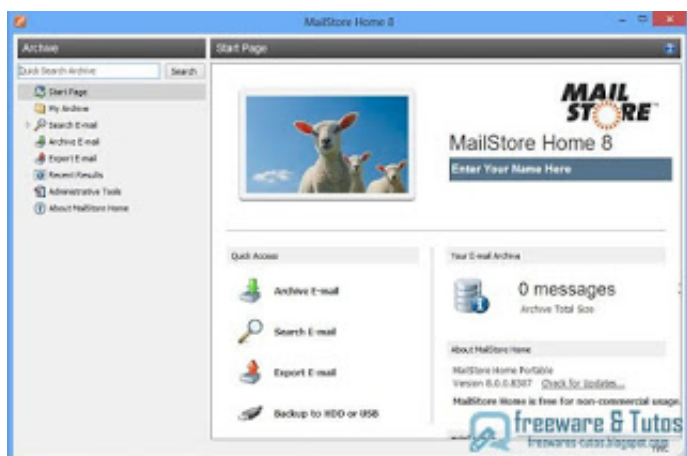 MailStore Home 8
Archive
Start Page
Quick Search Archive
Search
Start Page
My Archive
Search E-mail
Archive E-mail
Export E-mail
Recent Results
Administrative Tools
About MailStore Home
MAIL
STORE
MailStore Home 8
Enter Your Name Here
Quick Access
Archive E-mail
Search E-mail
Export E-mail
Backup to HDD or USB
Your E-mail Archive
0 messages
Archive Total Size
About MailStore Home
MailStore Home Portable
Version 8.0.0.8387 Check for Updates...
MailStore Home is free for non-commercial usage.
freeware & Tutos
freewares-tutos.blogspot.com